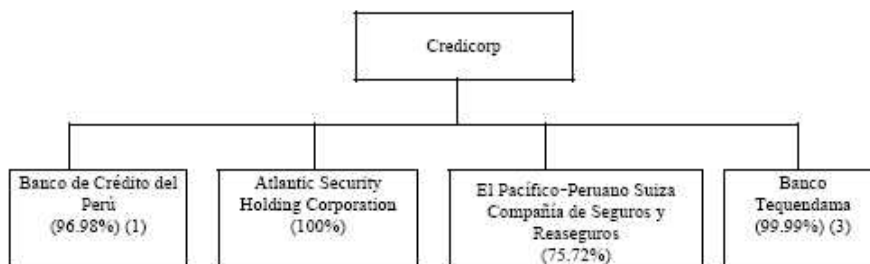 Credicorp
Banco de Crédito del
Perú
(96.98%) (1)
Atlantic Security
Holding Corporation
(100%)
El Pacífico-Peruano Suiza
Compañía de Seguros y
Reaseguros
(75.72%)
Banco
Tequendama
(99.99%) (3)